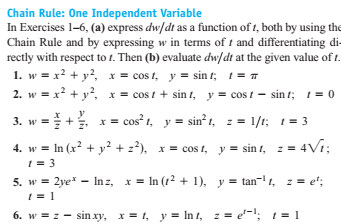 Chain Rule: One Independent Variable
In Exercises 1–6, (a) express dw/dt as a function of t, both by using the
Chain Rule and by expressing w in terms of t and differentiating di-
rectly with respect to t. Then (b) evaluate dw/dt at the given value of t.
1. w = x² + y², x = cos t, y = sin t; t = π
2. w = x² + y², x = cos t + sin t, y = cos t − sin t; t = 0
3. w = x/z + y/z, x = cos² t, y = sin² t, z = 1/t; t = 3
4. w = ln (x² + y² + z²), x = cos t, y = sin t, z = 4√t;
t = 3
5. w = 2yeˣ − ln z, x = ln (t² + 1), y = tan⁻¹ t, z = eᵗ;
t = 1
6. w = z − sin xy, x = t, y = ln t, z = eᵗ⁻¹; t = 1